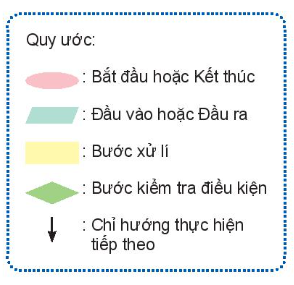 Quy ước:
: Bắt đầu hoặc Kết thúc
: Đầu vào hoặc Đầu ra
: Bước xử lí
: Bước kiểm tra điều kiện
: Chỉ hướng thực hiện
tiếp theo